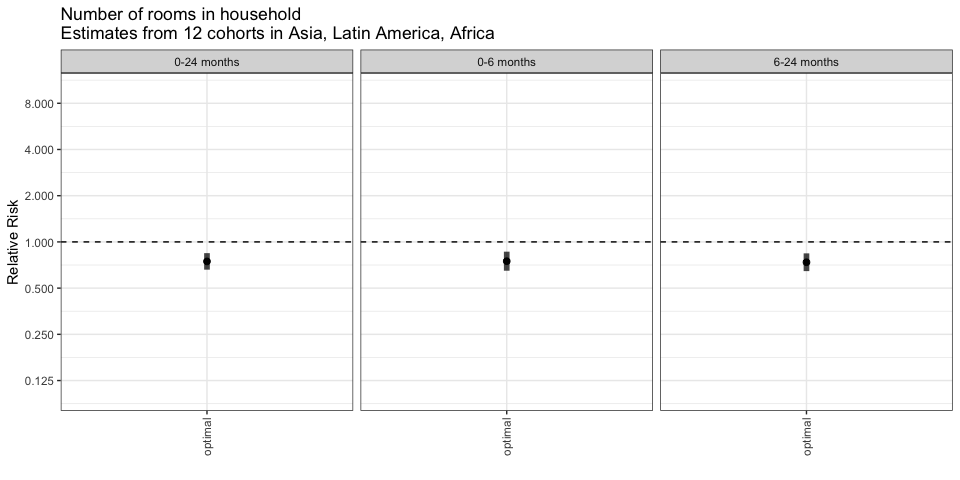 Number of rooms in household
Estimates from 12 cohorts in Asia, Latin America, Africa
0-24 months
0-6 months
6-24 months
Relative Risk
8.000
4.000
2.000
1.000
0.500
0.250
0.125
optimal
optimal
optimal